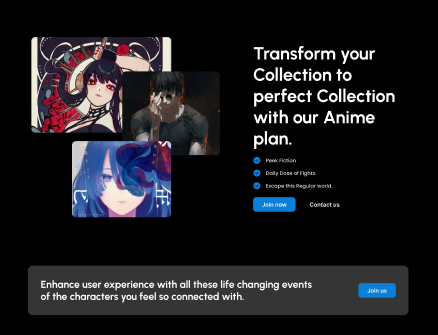 Transform your
Collection to
perfect Collection
with our Anime
plan.
Peek Fiction
Daily Dose of Fights.
Escape this Regular world.
Join now
Contact us
Enhance user experience with all these life changing events
of the characters you feel so connected with.
Join us